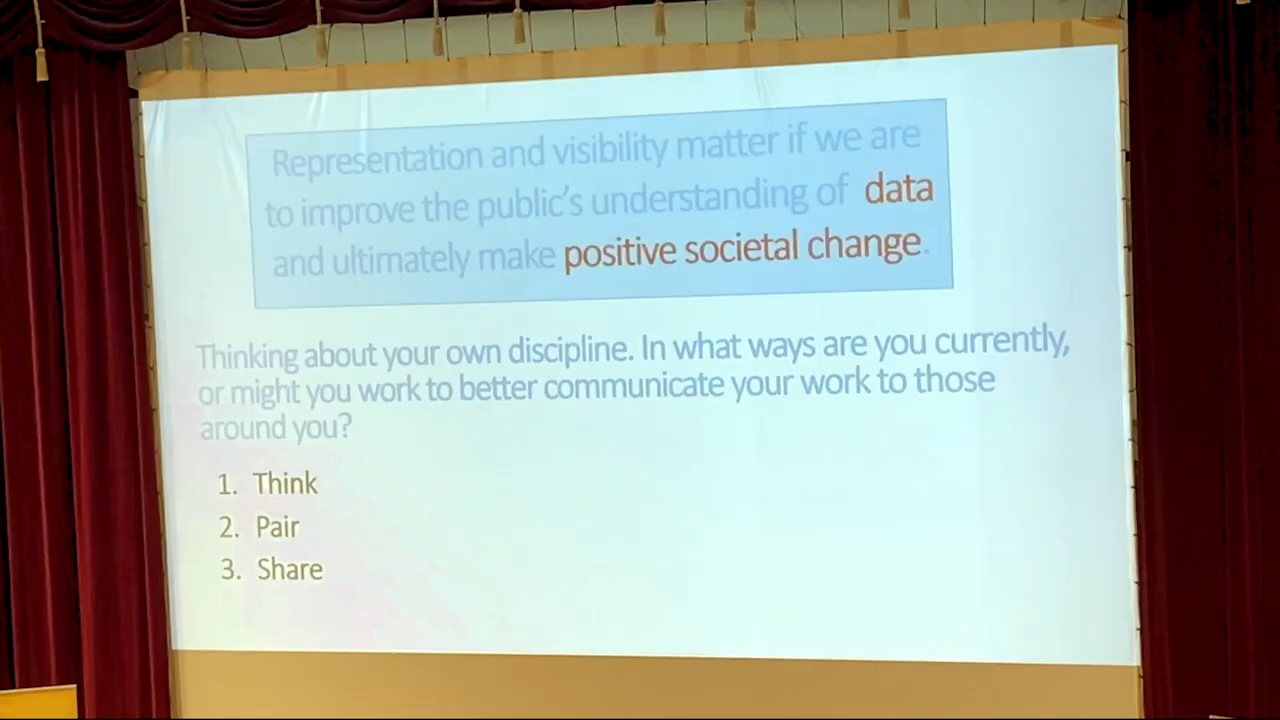 Representation and visibility matter if we are
to improve the public's understanding of data
and ultimately make positive societal change.
Thinking about your own discipline. In what ways are you currently,
or might you work to better communicate your work to those
around you?
1. Think
2. Pair
3. Share